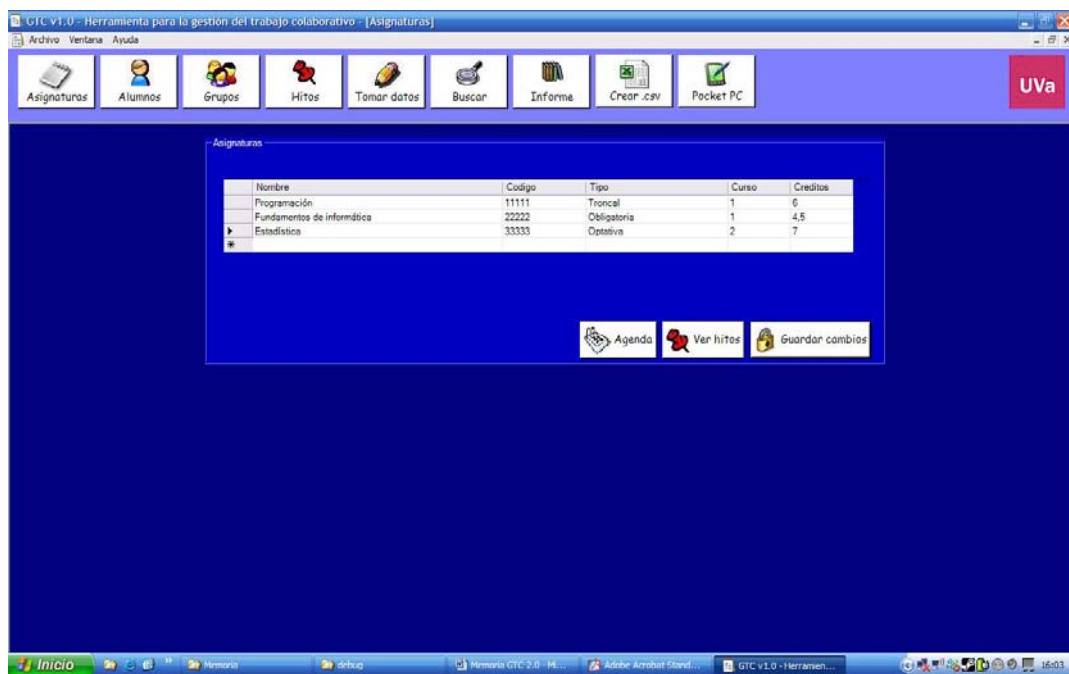 GTC v1.0 - Herramienta para la gestión del trabajo colaborativo - [Asignaturas]
Archivo Ventana Ayuda
Asignaturas Alumnos Grupos Hitos Tomar datos Buscar Informe Crear .csv Pocket PC UVa
Asignaturas
Nombre Codigo Tipo Curso Creditos
Programación 11111 Troncal 1 6
Fundamentos de informática 22222 Obligatoria 1 4,5
Estadística 33333 Optativa 2 7
Agenda Ver hitos Guardar cambios
Inicio Memoria debug Memoria GTC 2.0 - Mi... Adobe Acrobat Stand... GTC v1.0 - Herramien... 16:03